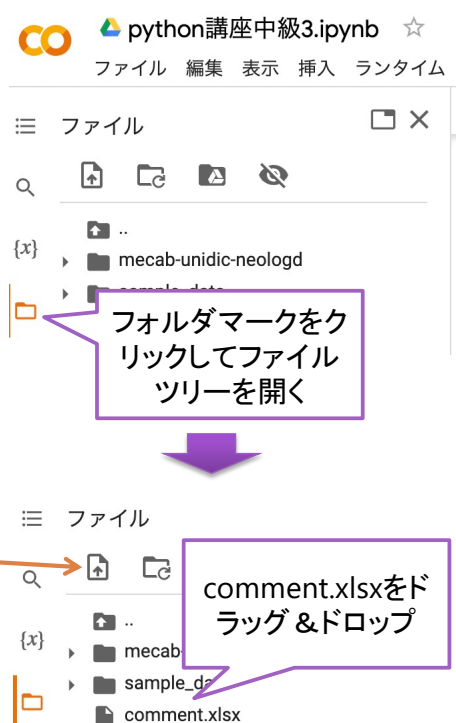 python講座中級3.ipynb
ファイル 編集 表示 挿入 ランタイム
ファイル
..
{x}
mecab-unidic-neologd
フォルダマークをク
リックしてファイル
ツリーを開く
ファイル
comment.xlsxをド
ラッグ &ドロップ
..
{x}
mecab-
sample_da
comment.xlsx